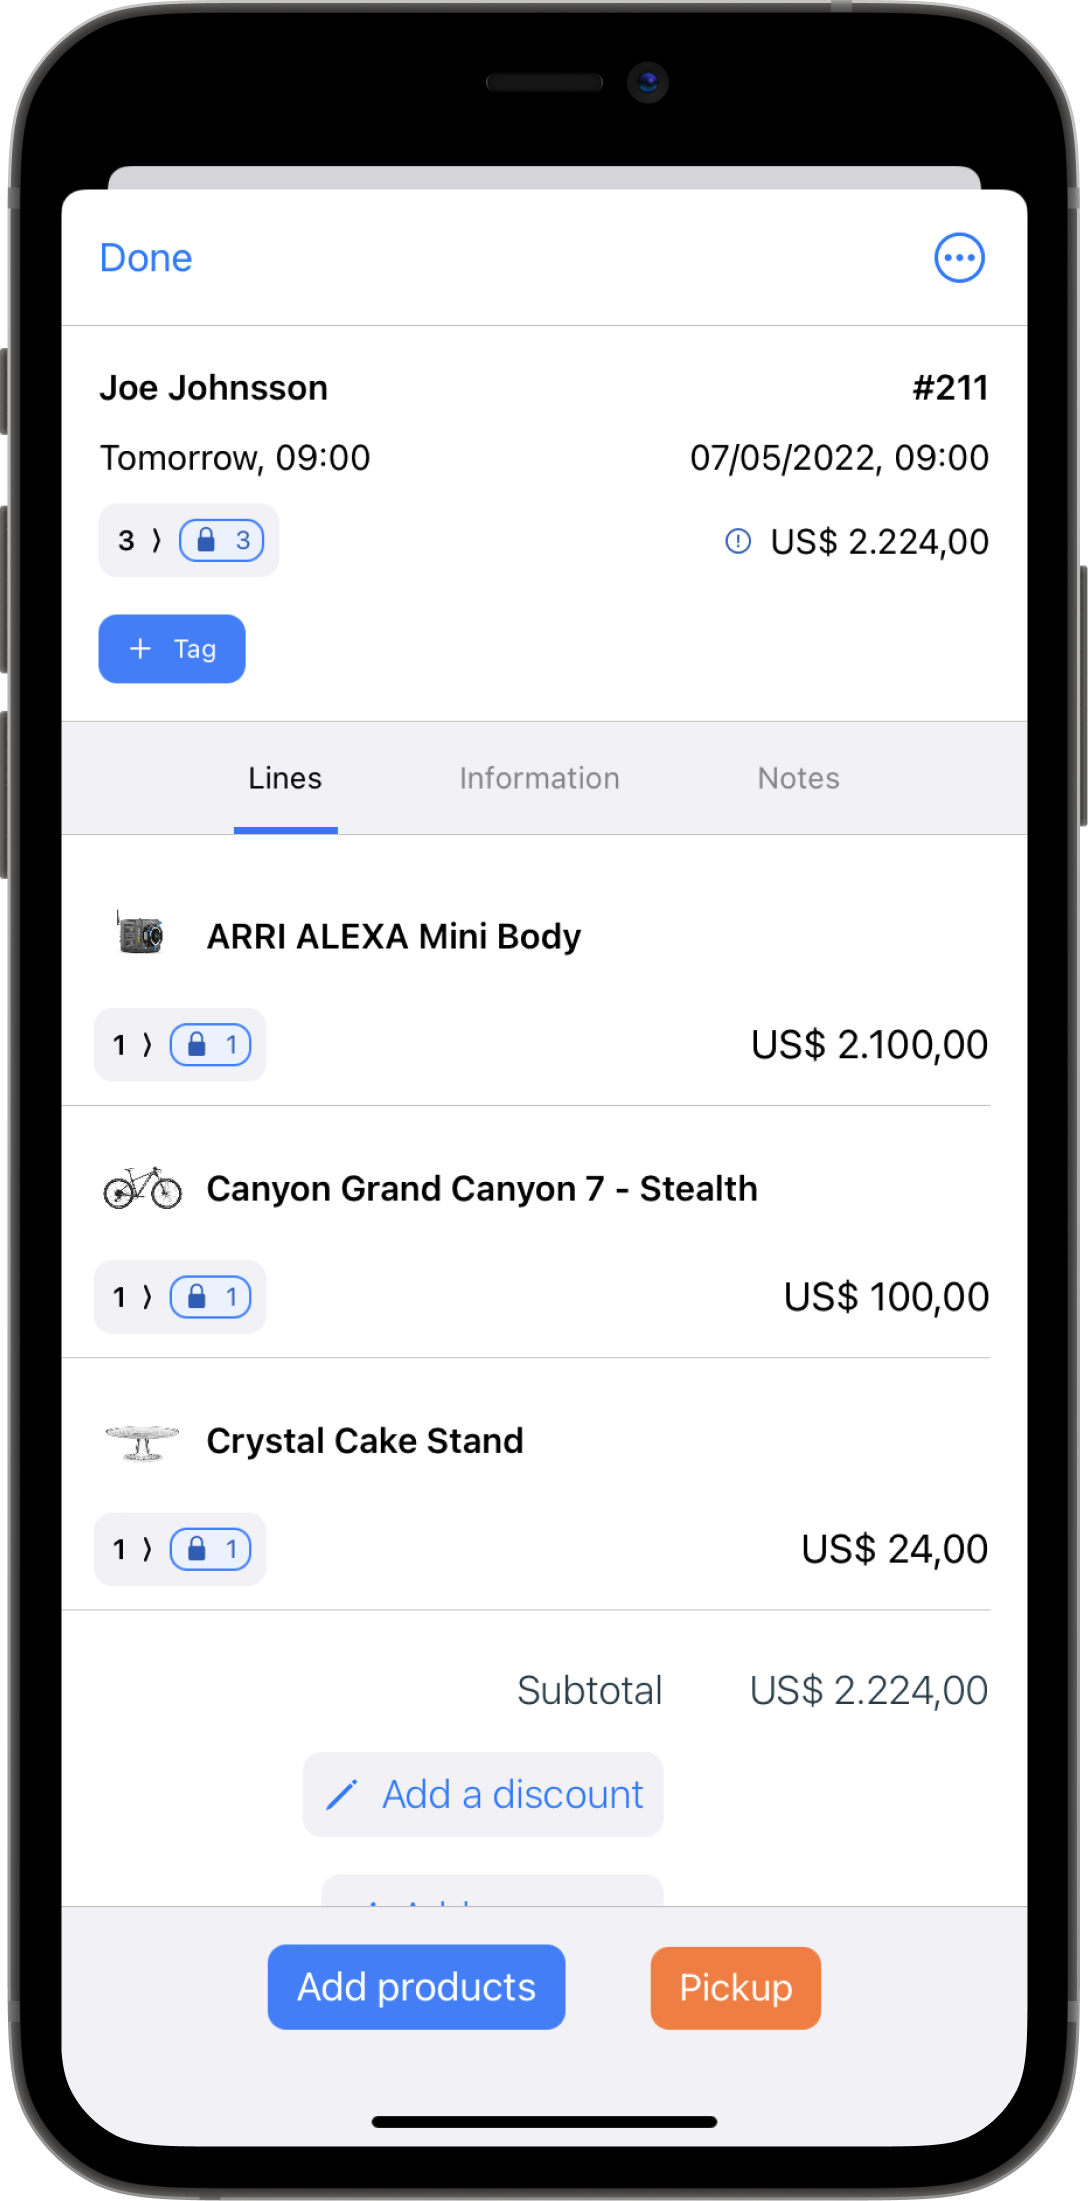 Done
Joe Johnsson #211
Tomorrow, 09:00 07/05/2022, 09:00
3 ⟩ 3 US$ 2.224,00
+ Tag
Lines Information Notes
ARRI ALEXA Mini Body
1 ⟩ 1 US$ 2.100,00
Canyon Grand Canyon 7 - Stealth
1 ⟩ 1 US$ 100,00
Crystal Cake Stand
1 ⟩ 1 US$ 24,00
Subtotal US$ 2.224,00
Add a discount
Add products Pickup